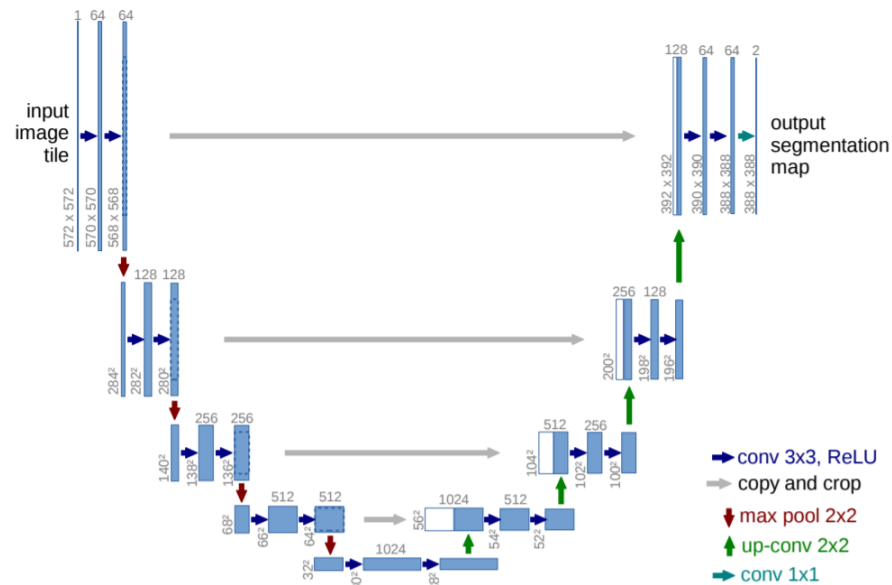 1 64 64
128 64 64 2
input
image
tile
output
segmentation
map
572 x 572
570 x 570
568 x 568
392 x 392
390 x 390
388 x 388
388 x 388
128 128
256 128
284²
282²
280²
200²
198²
196²
256 256
512 256
140²
138²
136²
104²
102²
100²
512 512
1024 512
68²
66²
64²
56²
54²
52²
1024
32²
0²
8²
conv 3x3, ReLU
copy and crop
max pool 2x2
up-conv 2x2
conv 1x1